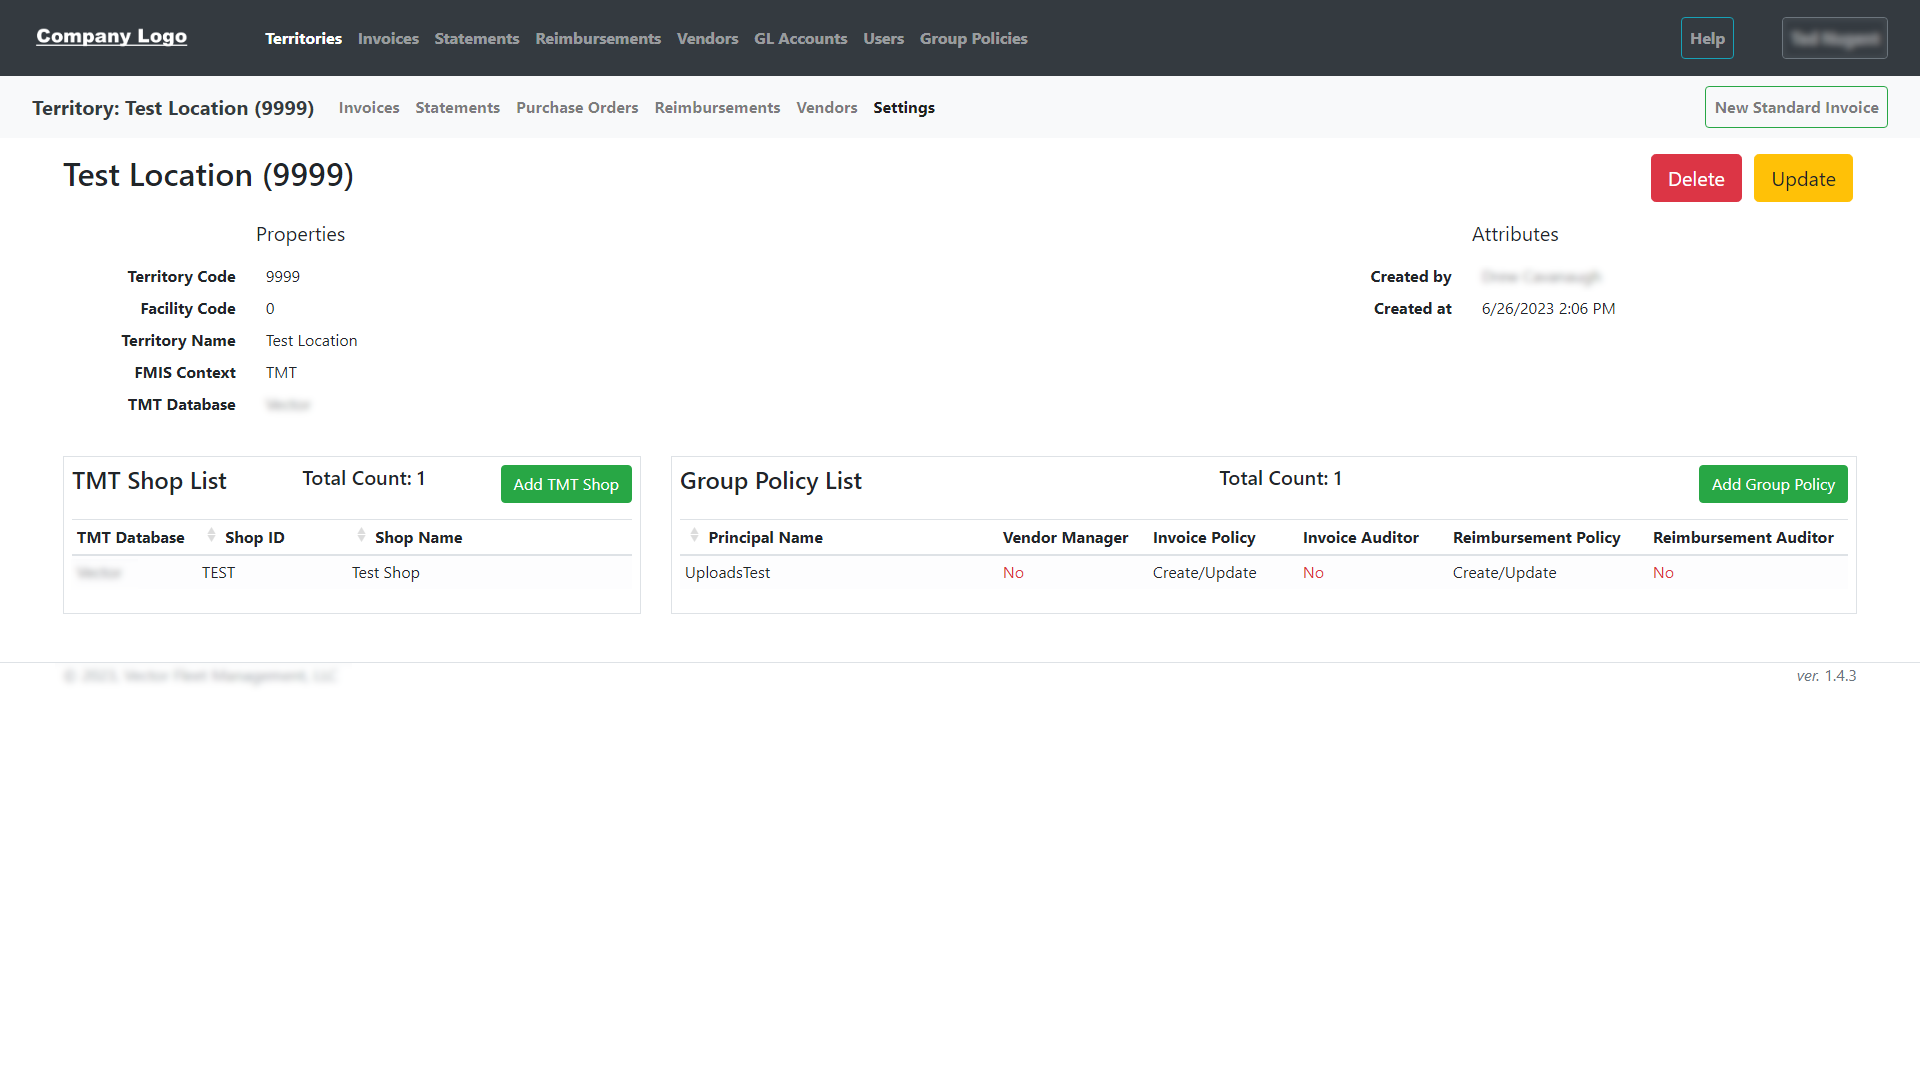 Company Logo
Territories Invoices Statements Reimbursements Vendors GL Accounts Users Group Policies Help
Territory: Test Location (9999) Invoices Statements Purchase Orders Reimbursements Vendors Settings New Standard Invoice
Test Location (9999) Delete Update
Properties Attributes
Territory Code 9999 Created by
Facility Code 0 Created at 6/26/2023 2:06 PM
Territory Name Test Location
FMIS Context TMT
TMT Database
TMT Shop List Total Count: 1 Add TMT Shop
TMT Database Shop ID Shop Name
TEST Test Shop
Group Policy List Total Count: 1 Add Group Policy
Principal Name Vendor Manager Invoice Policy Invoice Auditor Reimbursement Policy Reimbursement Auditor
UploadsTest No Create/Update No Create/Update No
ver. 1.4.3